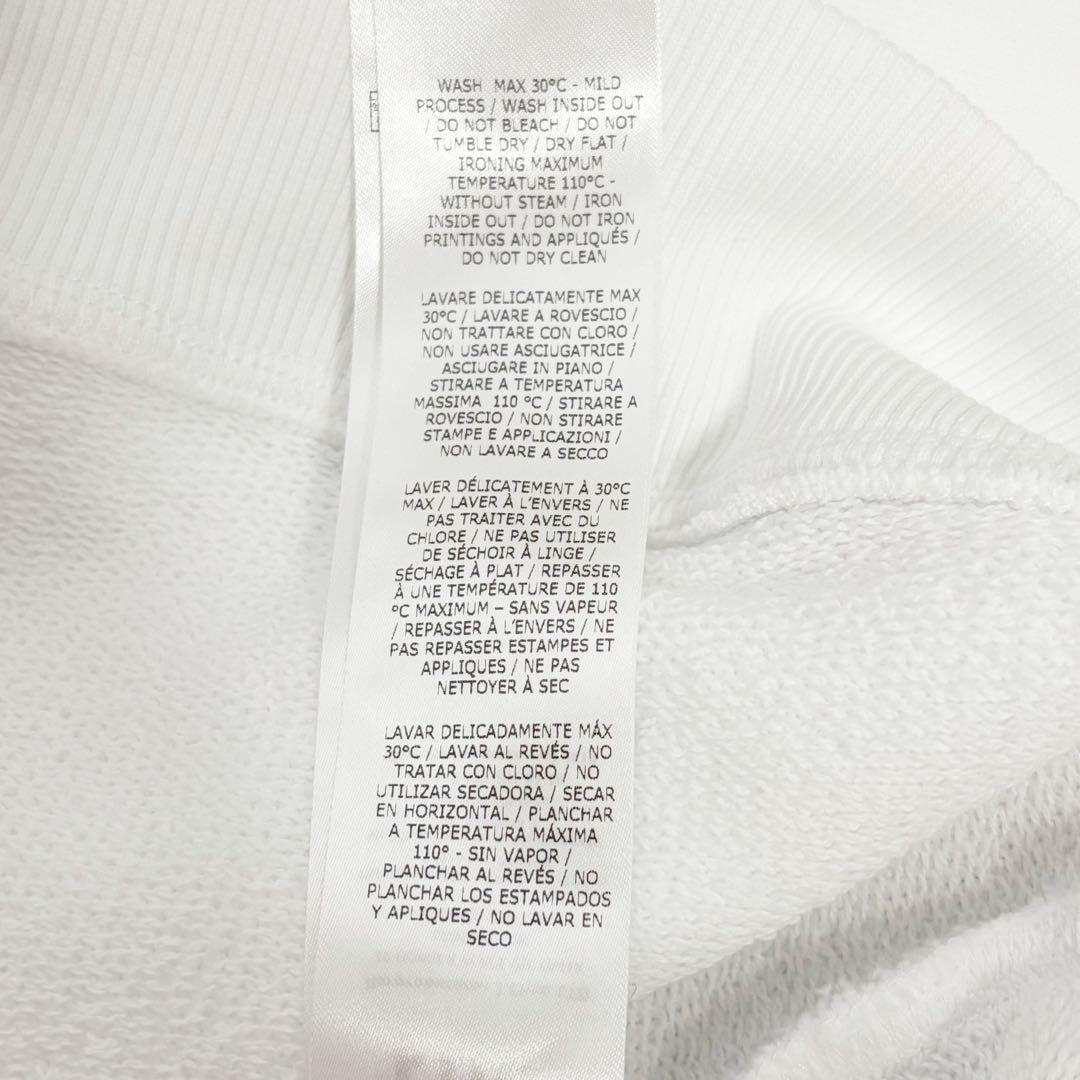 WASH MAX 30°C - MILD
PROCESS / WASH INSIDE OUT
/ DO NOT BLEACH / DO NOT
TUMBLE DRY / DRY FLAT /
IRONING MAXIMUM
TEMPERATURE 110°C -
WITHOUT STEAM / IRON
INSIDE OUT / DO NOT IRON
PRINTINGS AND APPLIQUÉS /
DO NOT DRY CLEAN
LAVARE DELICATAMENTE MAX
30°C / LAVARE A ROVESCIO /
NON TRATTARE CON CLORO /
NON USARE ASCIUGATRICE /
ASCIUGARE IN PIANO /
STIRARE A TEMPERATURA
MASSIMA 110 °C / STIRARE A
ROVESCIO / NON STIRARE
STAMPE E APPLICAZIONI /
NON LAVARE A SECCO
LAVER DÉLICATEMENT À 30°C
MAX / LAVER À L'ENVERS / NE
PAS TRAITER AVEC DU
CHLORE / NE PAS UTILISER
DE SÉCHOIR À LINGE /
SÉCHAGE À PLAT / REPASSER
À UNE TEMPÉRATURE DE 110
°C MAXIMUM – SANS VAPEUR
/ REPASSER À L'ENVERS / NE
PAS REPASSER ESTAMPES ET
APPLIQUES / NE PAS
NETTOYER À SEC
LAVAR DELICADAMENTE MÁX
30°C / LAVAR AL REVÉS / NO
TRATAR CON CLORO / NO
UTILIZAR SECADORA / SECAR
EN HORIZONTAL / PLANCHAR
A TEMPERATURA MÁXIMA
110° - SIN VAPOR /
PLANCHAR AL REVÉS / NO
PLANCHAR LOS ESTAMPADOS
Y APLIQUES / NO LAVAR EN
SECO